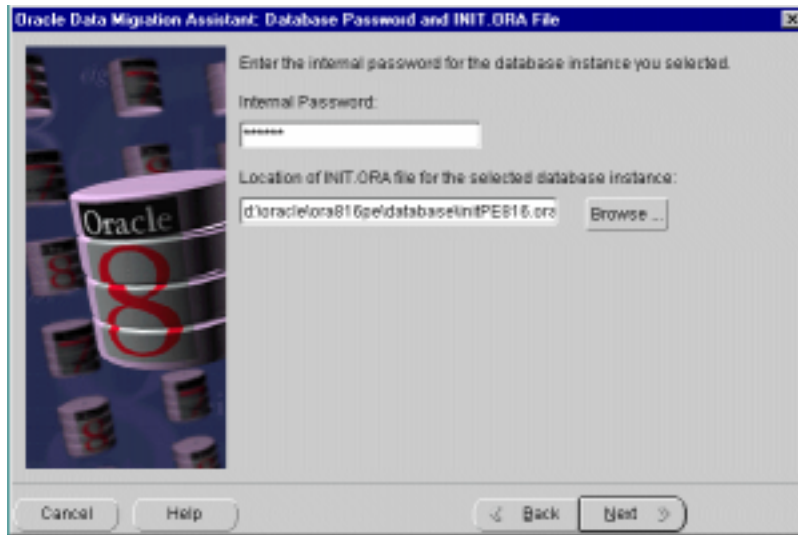 Oracle Data Migration Assistant: Database Password and INIT.ORA File
Enter the internal password for the database instance you selected.
Internal Password:
******
Location of INIT.ORA file for the selected database instance:
d:\oracle\ora816pe\database\initPE816.ora
Browse ...
Oracle
8
Cancel
Help
Back
Next